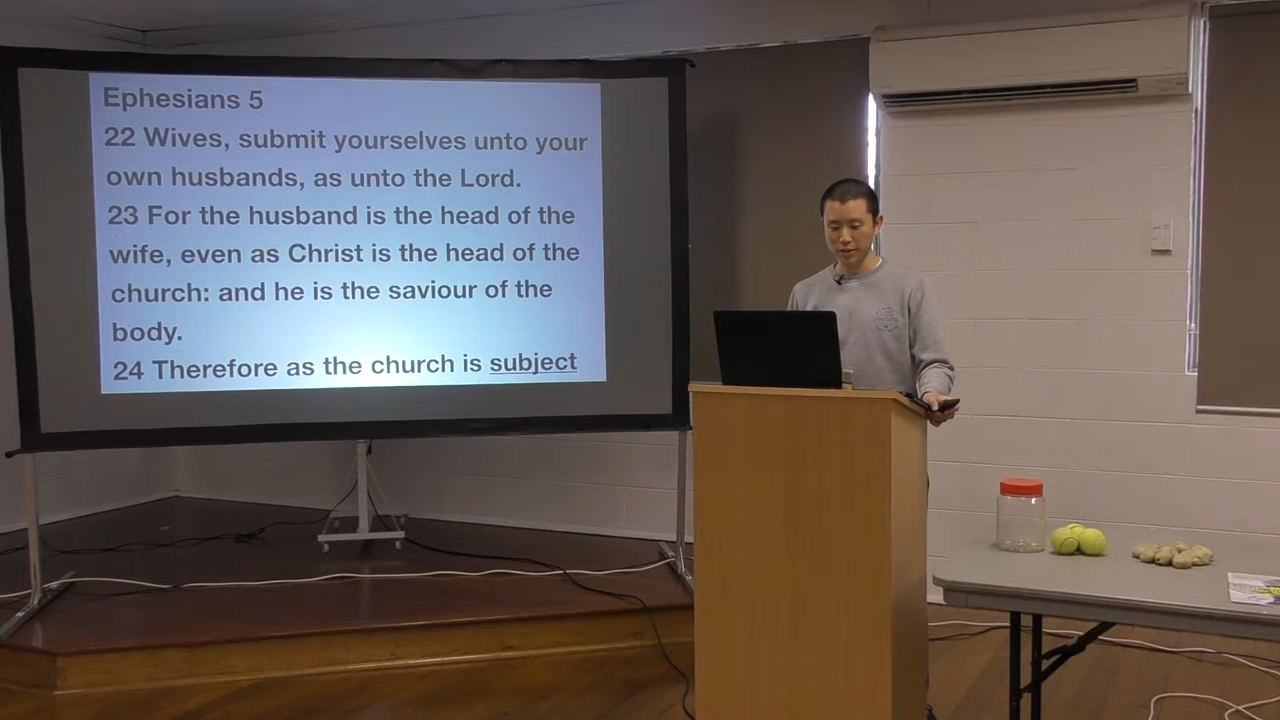 Ephesians 5
22 Wives, submit yourselves unto your
own husbands, as unto the Lord.
23 For the husband is the head of the
wife, even as Christ is the head of the
church: and he is the saviour of the
body.
24 Therefore as the church is subject